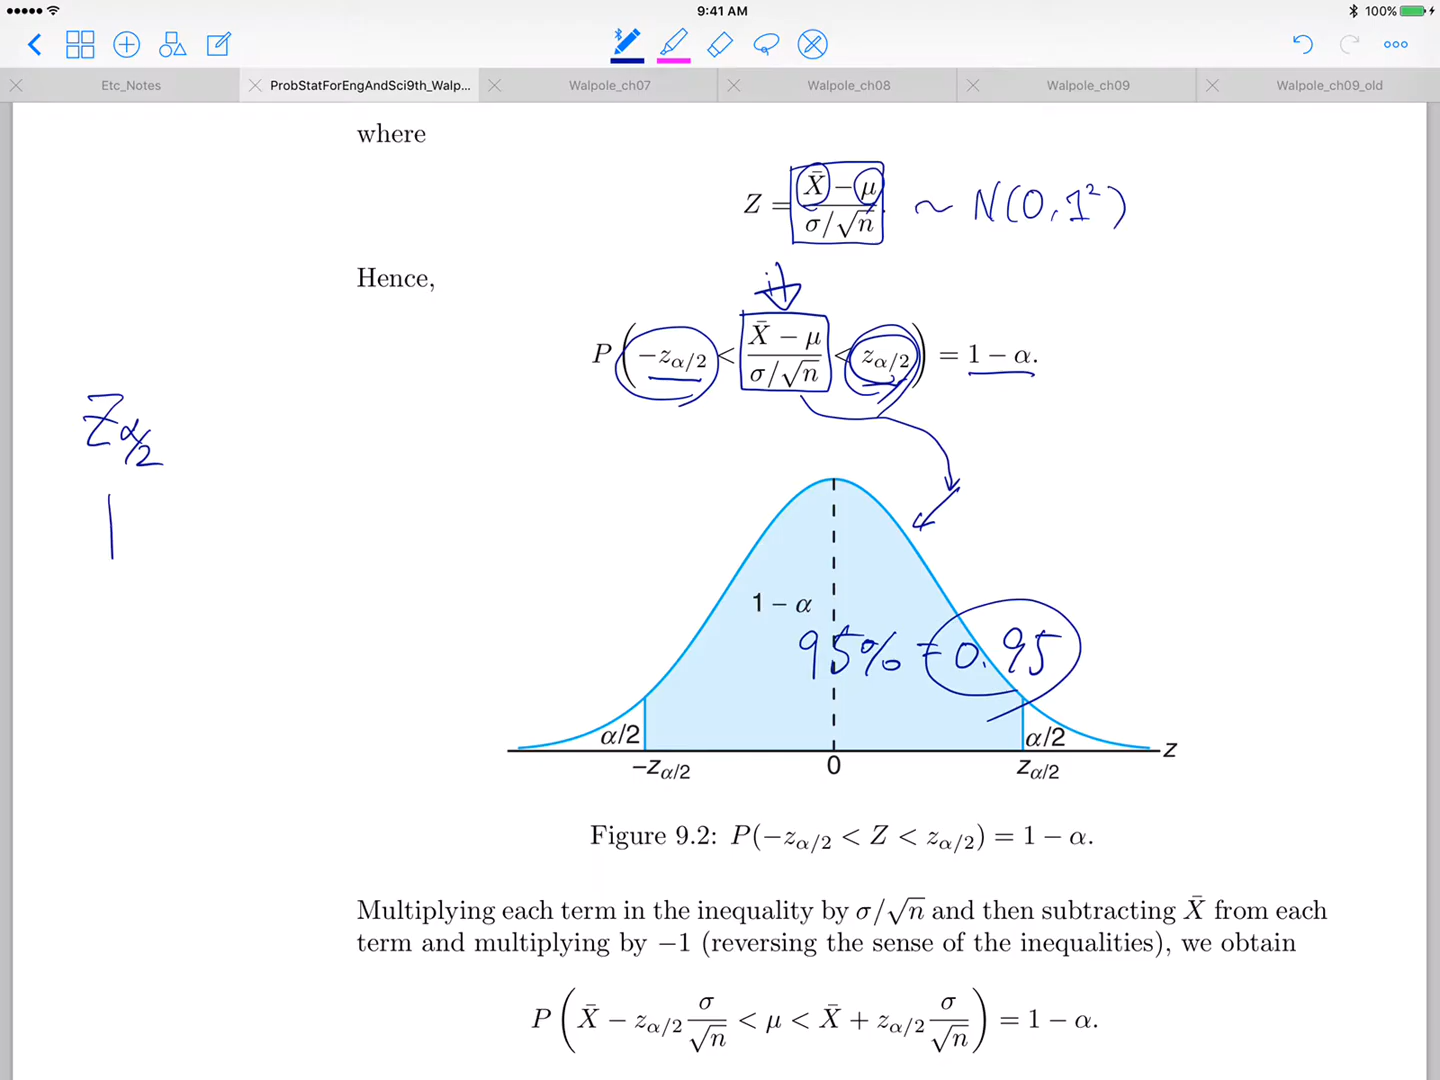 9:41 AM
100%
Etc_Notes
ProbStatForEngAndSci9th_Walp...
Walpole_ch07
Walpole_ch08
Walpole_ch09
Walpole_ch09_old
where
Z = (X̄ − μ)/(σ/√n) ~ N(0, 1²)
Hence,
P(−z_{α/2} < (X̄ − μ)/(σ/√n) < z_{α/2}) = 1 − α.
Z_{α/2}
1 − α
95% = 0.95
α/2
α/2
z
−z_{α/2}
0
z_{α/2}
Figure 9.2: P(−z_{α/2} < Z < z_{α/2}) = 1 − α.
Multiplying each term in the inequality by σ/√n and then subtracting X̄ from each
term and multiplying by −1 (reversing the sense of the inequalities), we obtain
P(X̄ − z_{α/2} σ/√n < μ < X̄ + z_{α/2} σ/√n) = 1 − α.